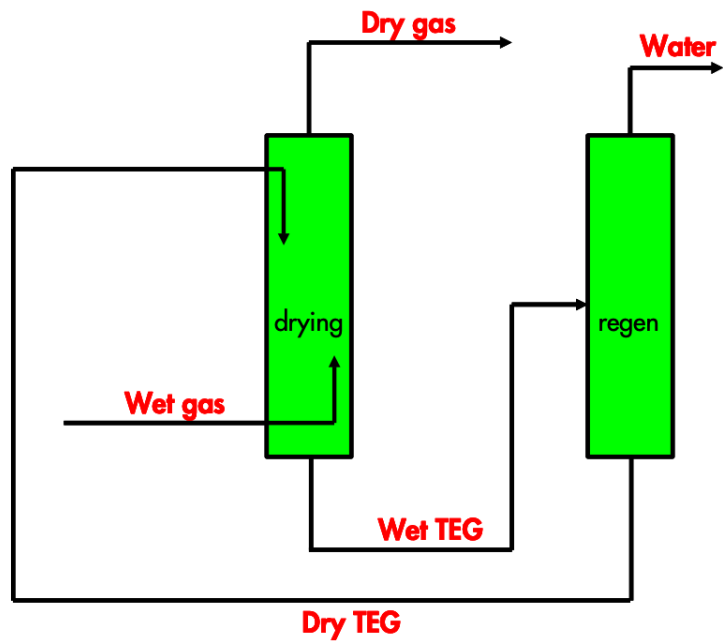 Dry gas
Water
drying
regen
Wet gas
Wet TEG
Dry TEG